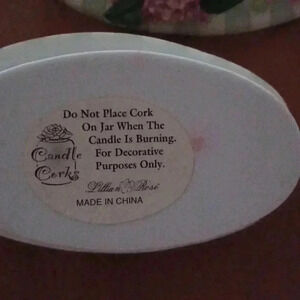 Do Not Place Cork
On Jar When The
Candle Is Burning.
For Decorative
Purposes Only.
Candle
Corks
Lillian Rosé
MADE IN CHINA